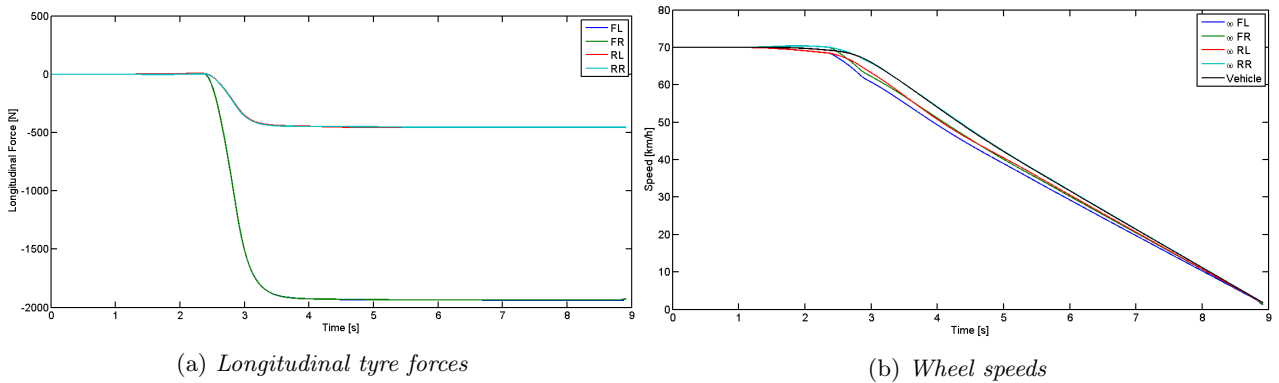 500
0
-500
-1000
-1500
-2000
Longitudinal Force [N]
0 1 2 3 4 5 6 7 8 9
Time [s]
FL
FR
RL
RR
(a) Longitudinal tyre forces
80
70
60
50
40
30
20
10
0
Speed [km/h]
0 1 2 3 4 5 6 7 8 9
Time [s]
ω FL
ω FR
ω RL
ω RR
Vehicle
(b) Wheel speeds